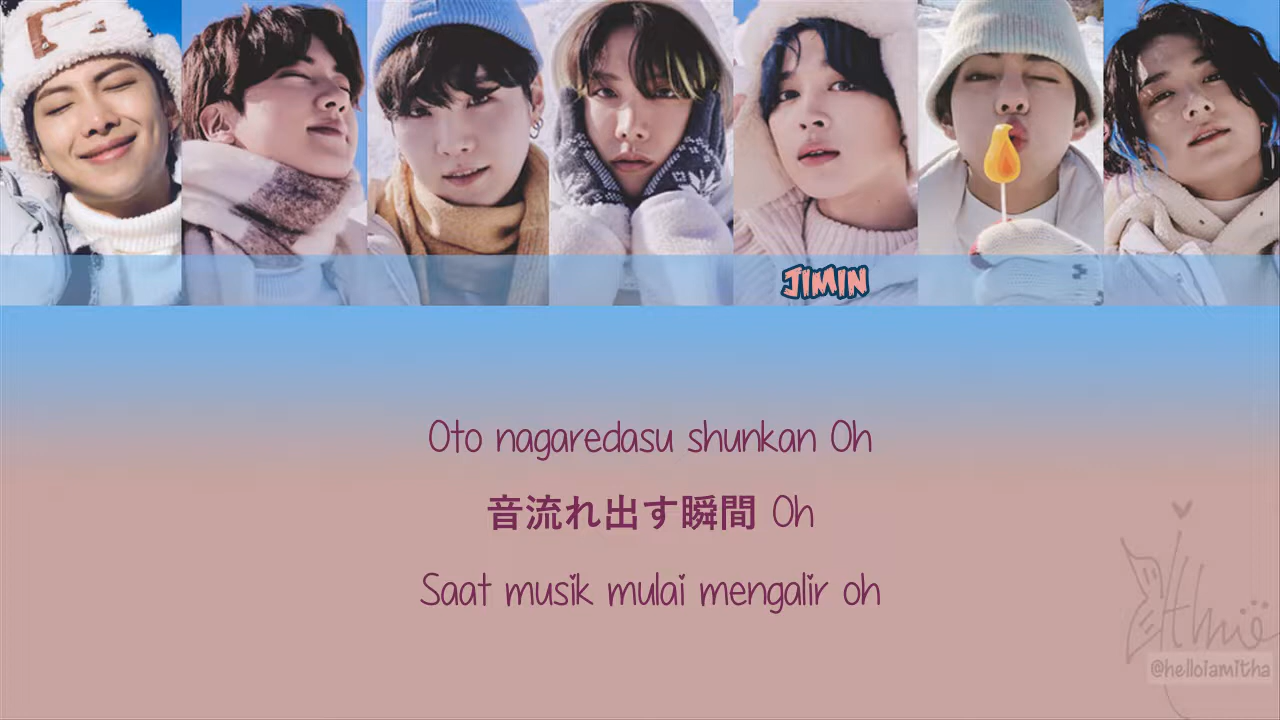 JIMIN
Oto nagaredasu shunkan Oh
音流れ出す瞬間 Oh
Saat musik mulai mengalir oh
@helloiamitha